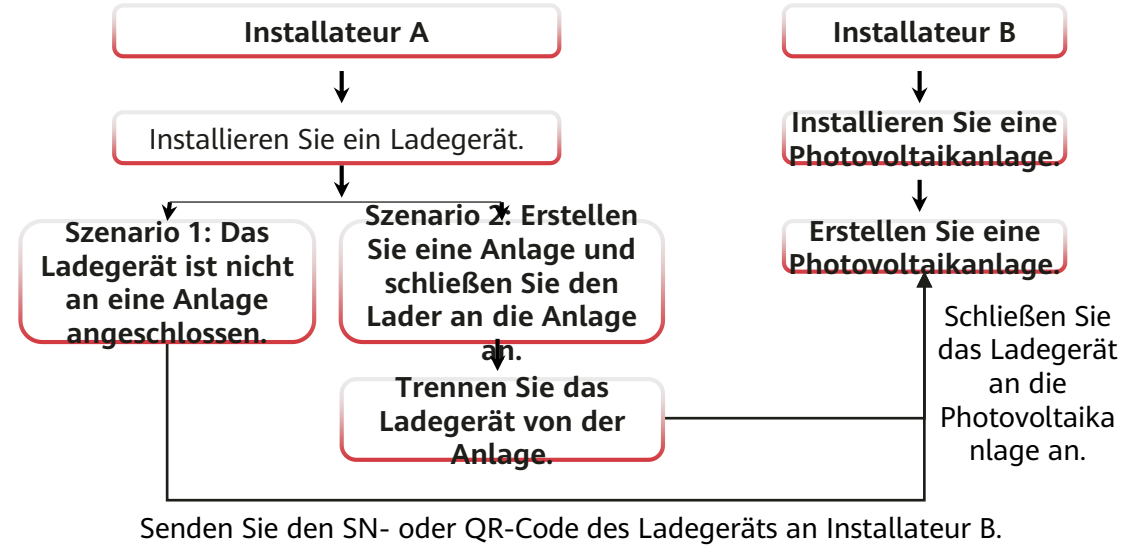 Installateur A
Installateur B
Installieren Sie ein Ladegerät.
Installieren Sie eine
Photovoltaikanlage.
Szenario 1: Das
Ladegerät ist nicht
an eine Anlage
angeschlossen.
Szenario 2: Erstellen
Sie eine Anlage und
schließen Sie den
Lader an die Anlage
an.
Erstellen Sie eine
Photovoltaikanlage.
Trennen Sie das
Ladegerät von der
Anlage.
Schließen Sie
das Ladegerät
an die
Photovoltaika
nlage an.
Senden Sie den SN- oder QR-Code des Ladegeräts an Installateur B.